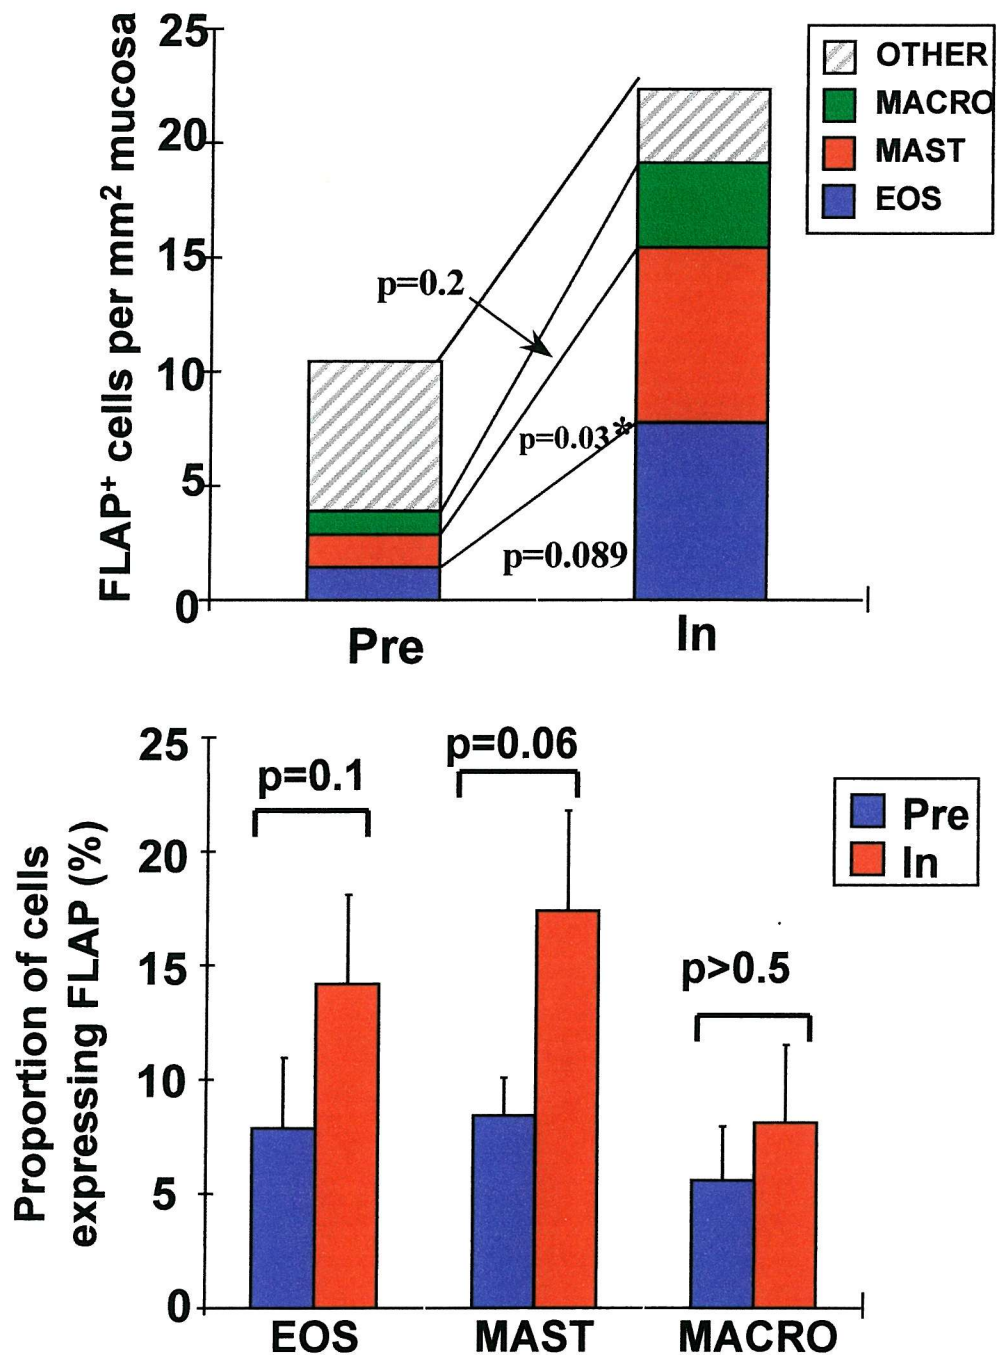 25
20
15
10
5
0
FLAP⁺ cells per mm² mucosa
OTHER
MACRO
MAST
EOS
p=0.2
p=0.03*
p=0.089
Pre
In
25
20
15
10
5
0
Proportion of cells
expressing FLAP (%)
p=0.1
p=0.06
p>0.5
Pre
In
EOS
MAST
MACRO